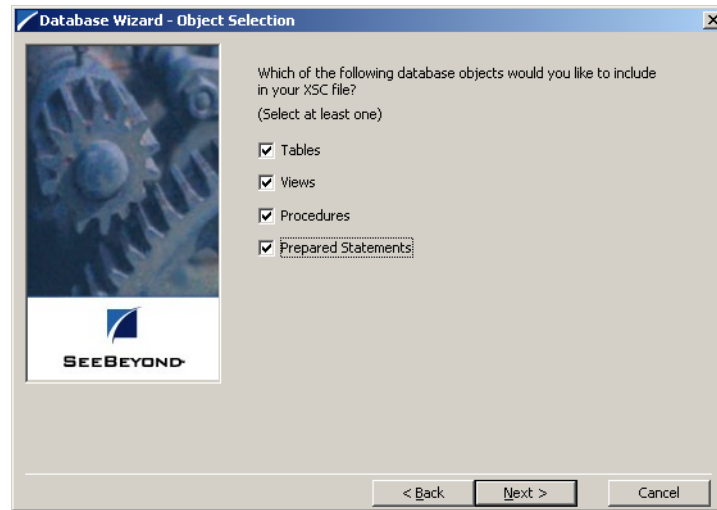 Database Wizard - Object Selection
Which of the following database objects would you like to include
in your XSC file?
(Select at least one)
Tables
Views
Procedures
Prepared Statements
SEEBEYOND
< Back
Next >
Cancel